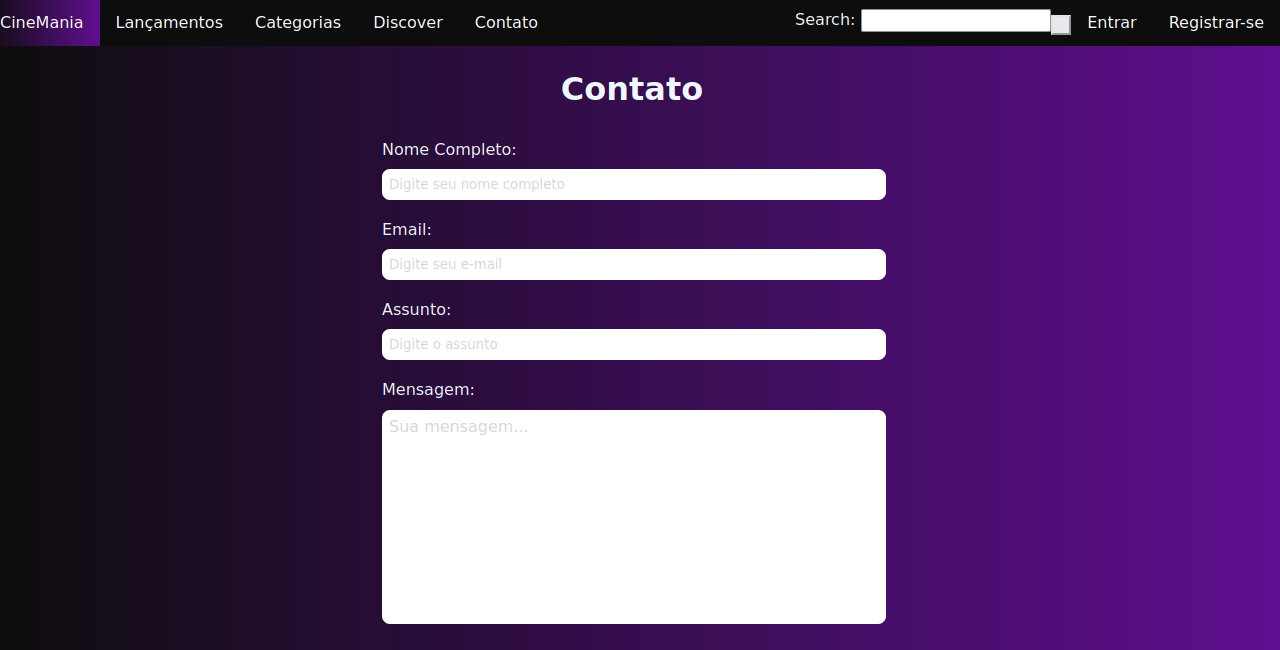 CineMania Lançamentos Categorias Discover Contato Search: Entrar Registrar-se
Contato
Nome Completo:
Digite seu nome completo
Email:
Digite seu e-mail
Assunto:
Digite o assunto
Mensagem:
Sua mensagem...